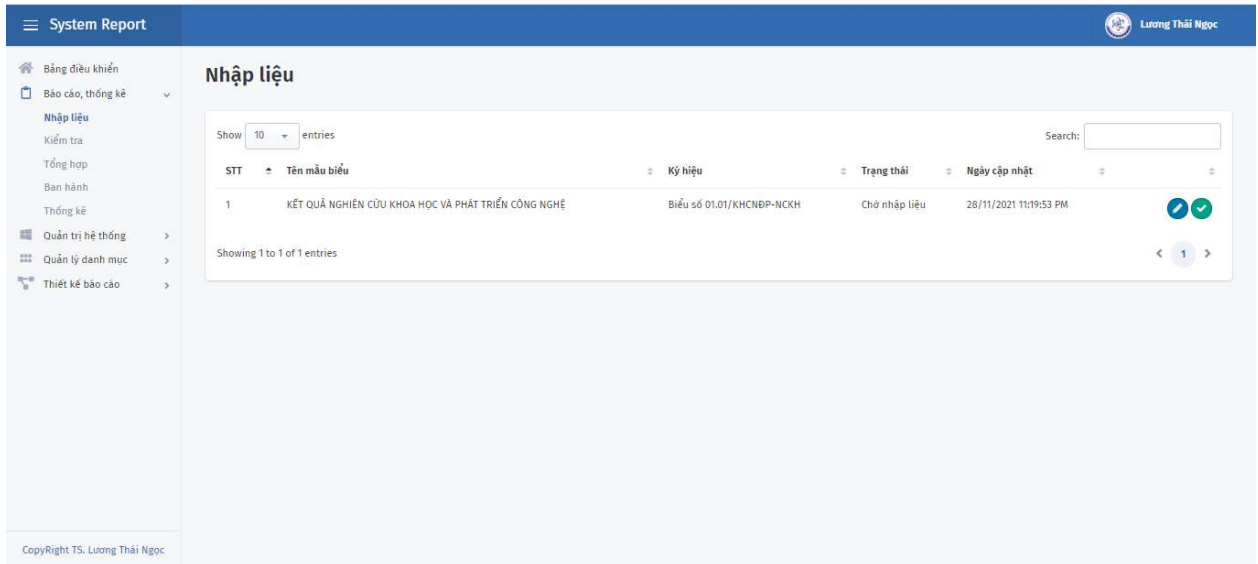 System Report
Lương Thái Ngọc
Bảng điều khiển
Báo cáo, thống kê
Nhập liệu
Kiểm tra
Tổng hợp
Ban hành
Thống kê
Quản trị hệ thống
Quản lý danh mục
Thiết kế báo cáo
CopyRight TS. Lương Thái Ngọc
Nhập liệu
Show 10 entries Search:
STT Tên mẫu biểu Ký hiệu Trạng thái Ngày cập nhật
1 KẾT QUẢ NGHIÊN CỨU KHOA HỌC VÀ PHÁT TRIỂN CÔNG NGHỆ Biểu số 01.01/KHCNĐP-NCKH Chờ nhập liệu 28/11/2021 11:19:53 PM
Showing 1 to 1 of 1 entries 1